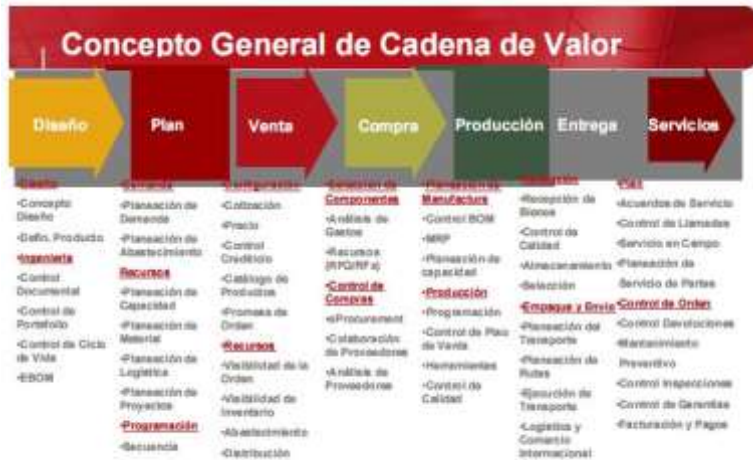 Concepto General de Cadena de Valor
Diseño
Plan
Venta
Compra
Producción
Entrega
Servicios
•Diseño
•Concepto
Diseño
•Defin. Producto
•Ingeniería
•Control
Documental
•Control de
Portafolio
•Control de Ciclo
de Vida
•EBOM
•Demanda
•Planeación de
Demanda
•Planeación de
Abastecimiento
Recursos
•Planeación de
Capacidad
•Planeación de
Material
•Planeación de
Logística
•Planeación de
Proyectos
•Programación
•Secuencia
•Configuración
•Cotización
•Precio
•Control
Crediticio
•Catálogo de
Productos
•Promesa de
Orden
•Recursos
•Visibilidad de la
Orden
•Visibilidad de
Inventario
•Abastecimiento
•Distribución
•Selección de
Componentes
•Análisis de
Gastos
•Recursos
(RFQ/RFx)
•Control de
Compras
•eProcurement
•Colaboración
de Proveedores
•Análisis de
Proveedores
•Planeación de
Manufactura
•Control BOM
•MRP
•Planeación de
capacidad
•Producción
•Programación
•Control de Piso
de Venta
•Herramientas
•Control de
Calidad
•Recepción de
Bienes
•Control de
Calidad
•Almacenamiento
•Selección
•Empaque y Envío
•Planeación del
Transporte
•Planeación de
Rutas
•Ejecución de
Transporte
•Logística y
Comercio
Internacional
•Plan
•Acuerdos de Servicio
•Control de Llamadas
•Servicio en Campo
•Planeación de
Servicio de Partes
•Control de Orden
•Control Devoluciones
•Mantenimiento
Preventivo
•Control Inspecciones
•Control de Garantías
•Facturación y Pagos